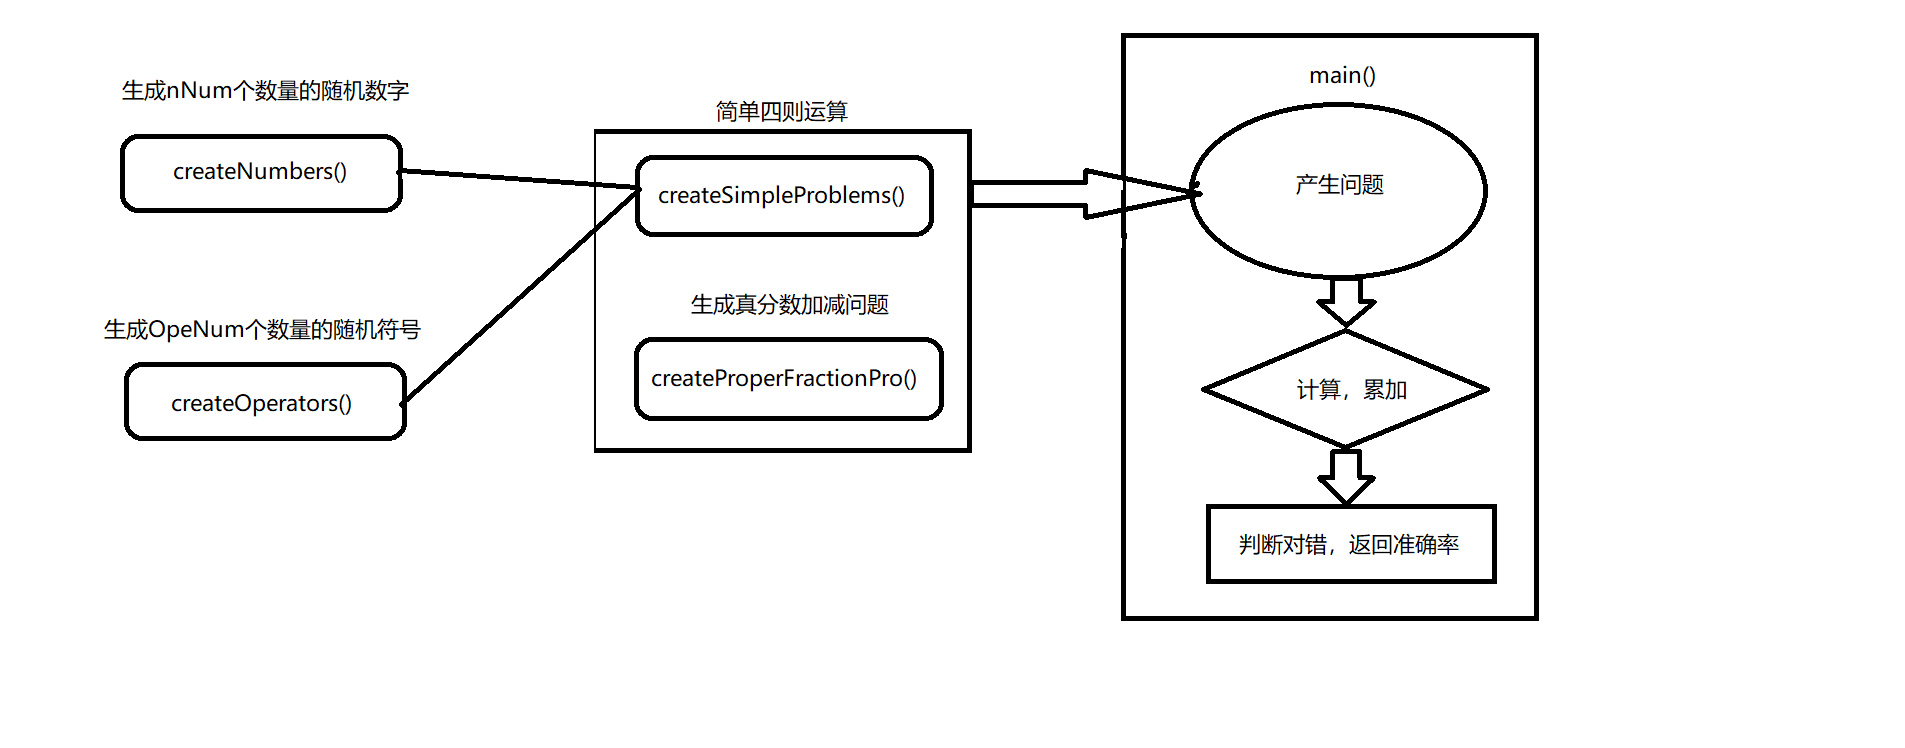 生成nNum个数量的随机数字
createNumbers()
生成OpeNum个数量的随机符号
createOperators()
简单四则运算
createSimpleProblems()
生成真分数加减问题
createProperFractionPro()
main()
产生问题
计算，累加
判断对错，返回准确率